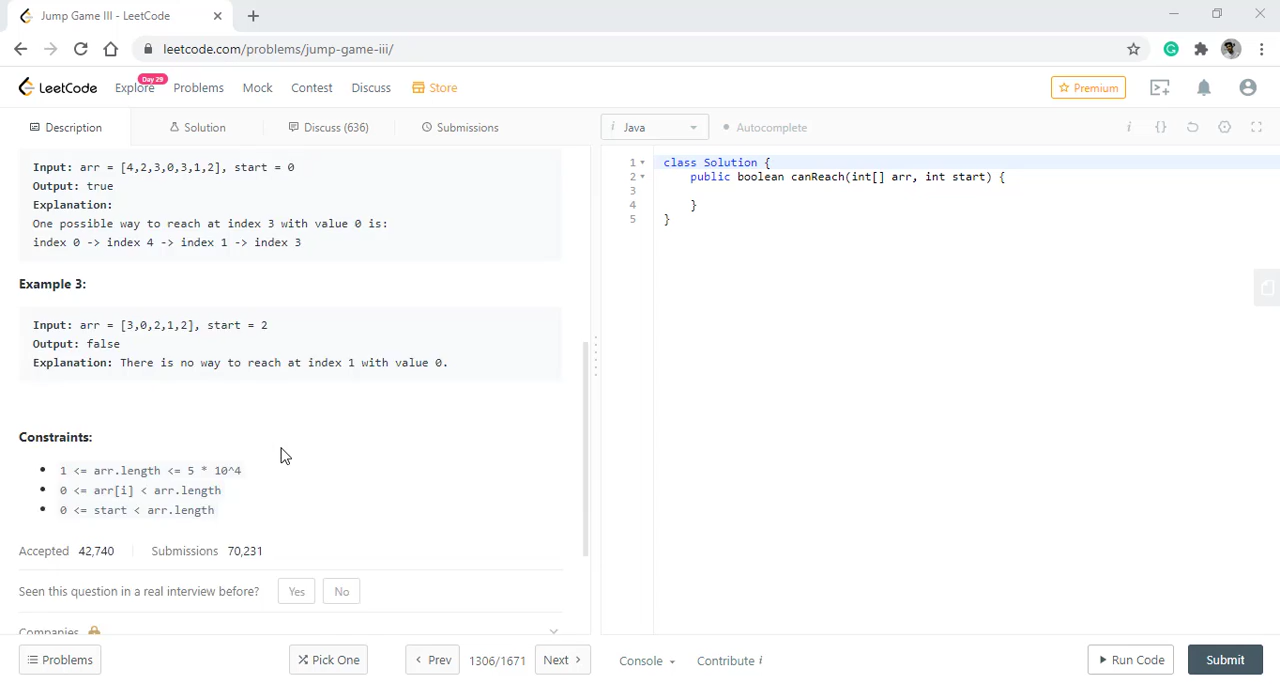 Jump Game III - LeetCode
leetcode.com/problems/jump-game-iii/
LeetCode
Explore
Day 29
Problems
Mock
Contest
Discuss
Store
Premium
Description
Solution
Discuss (636)
Submissions
i Java
Autocomplete
i
{}
Input: arr = [4,2,3,0,3,1,2], start = 0
Output: true
Explanation:
One possible way to reach at index 3 with value 0 is:
index 0 -> index 4 -> index 1 -> index 3
Example 3:
Input: arr = [3,0,2,1,2], start = 2
Output: false
Explanation: There is no way to reach at index 1 with value 0.
Constraints:
1 <= arr.length <= 5 * 10^4
0 <= arr[i] < arr.length
0 <= start < arr.length
Accepted 42,740
Submissions 70,231
Seen this question in a real interview before?
Yes
No
Companies
1 class Solution {
2 public boolean canReach(int[] arr, int start) {
3
4 }
5 }
Problems
Pick One
Prev
1306/1671
Next
Console
Contribute i
Run Code
Submit